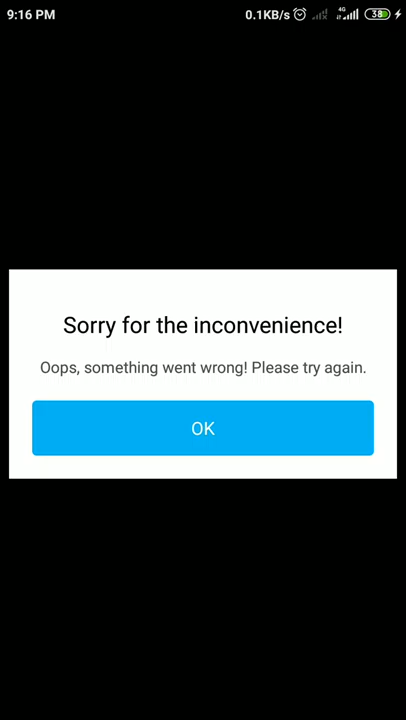 9:16 PM 0.1KB/s 4G 38
Sorry for the inconvenience!
Oops, something went wrong! Please try again.
OK